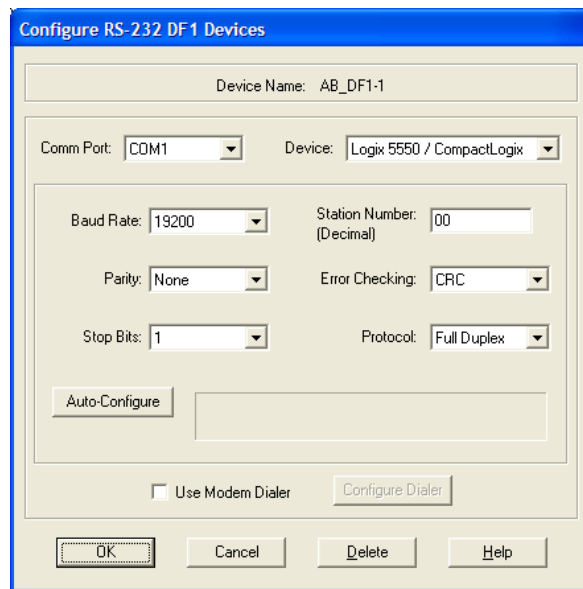 Configure RS-232 DF1 Devices
Device Name: AB_DF1-1
Comm Port: COM1 Device: Logix 5550 / CompactLogix
Baud Rate: 19200 Station Number: 00
(Decimal)
Parity: None Error Checking: CRC
Stop Bits: 1 Protocol: Full Duplex
Auto-Configure
Use Modem Dialer Configure Dialer
OK Cancel Delete Help